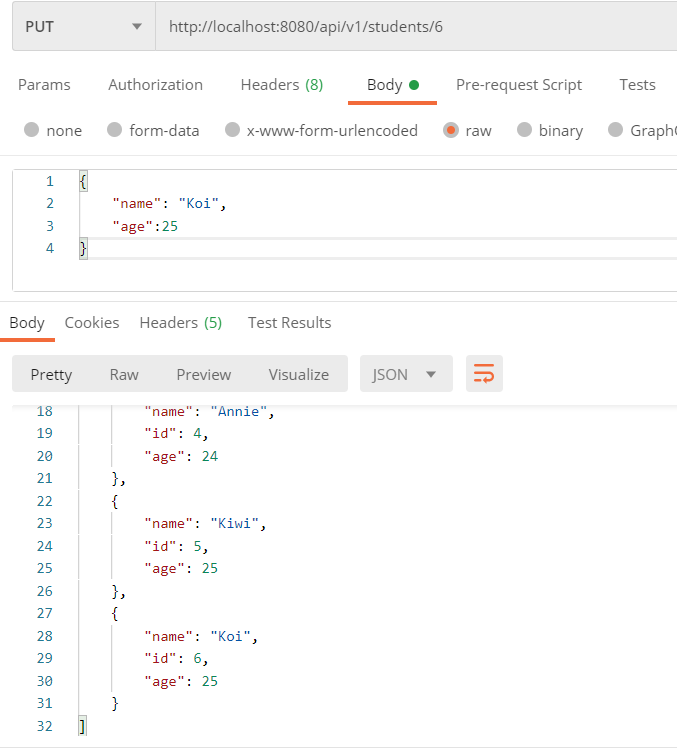 PUT http://localhost:8080/api/v1/students/6
Params Authorization Headers (8) Body Pre-request Script Tests
none form-data x-www-form-urlencoded raw binary
1 {
2 "name": "Koi",
3 "age":25
4 }
Body Cookies Headers (5) Test Results
Pretty Raw Preview Visualize JSON
18 "name": "Annie",
19 "id": 4,
20 "age": 24
21 },
22 {
23 "name": "Kiwi",
24 "id": 5,
25 "age": 25
26 },
27 {
28 "name": "Koi",
29 "id": 6,
30 "age": 25
31 }
32 ]